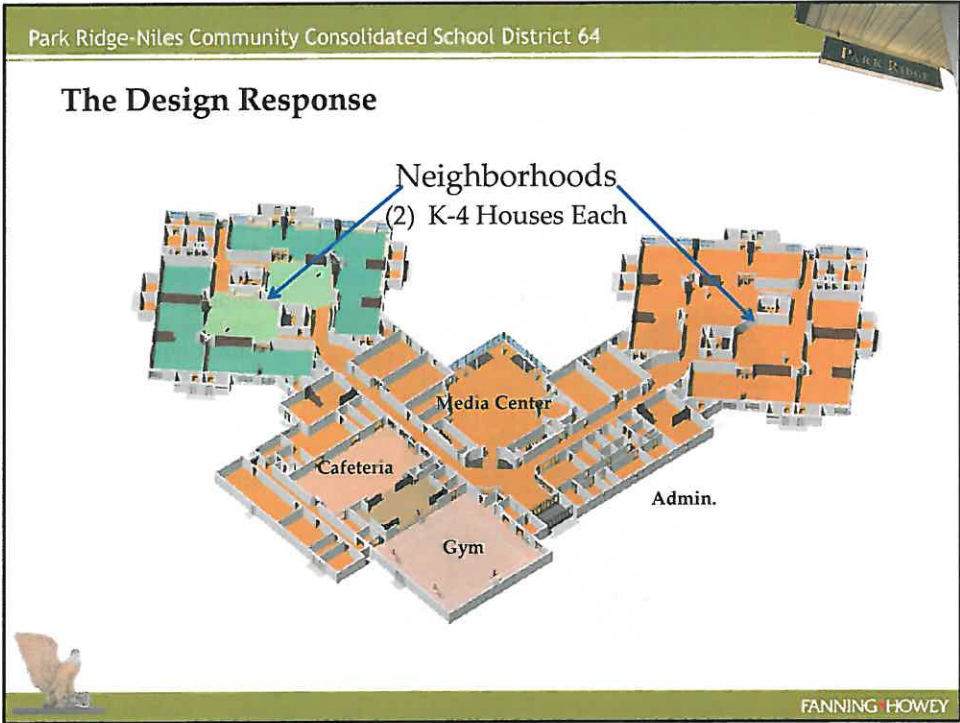 Park Ridge-Niles Community Consolidated School District 64
PARK RIDGE
The Design Response
Neighborhoods
(2) K-4 Houses Each
Media Center
Cafeteria
Admin.
Gym
FANNING HOWEY